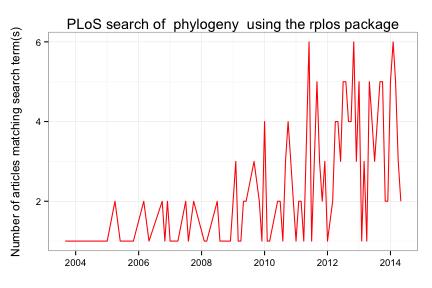 PLoS search of  phylogeny  using the rplos package
Number of articles matching search term(s)
6
4
2
2004 2006 2008 2010 2012 2014